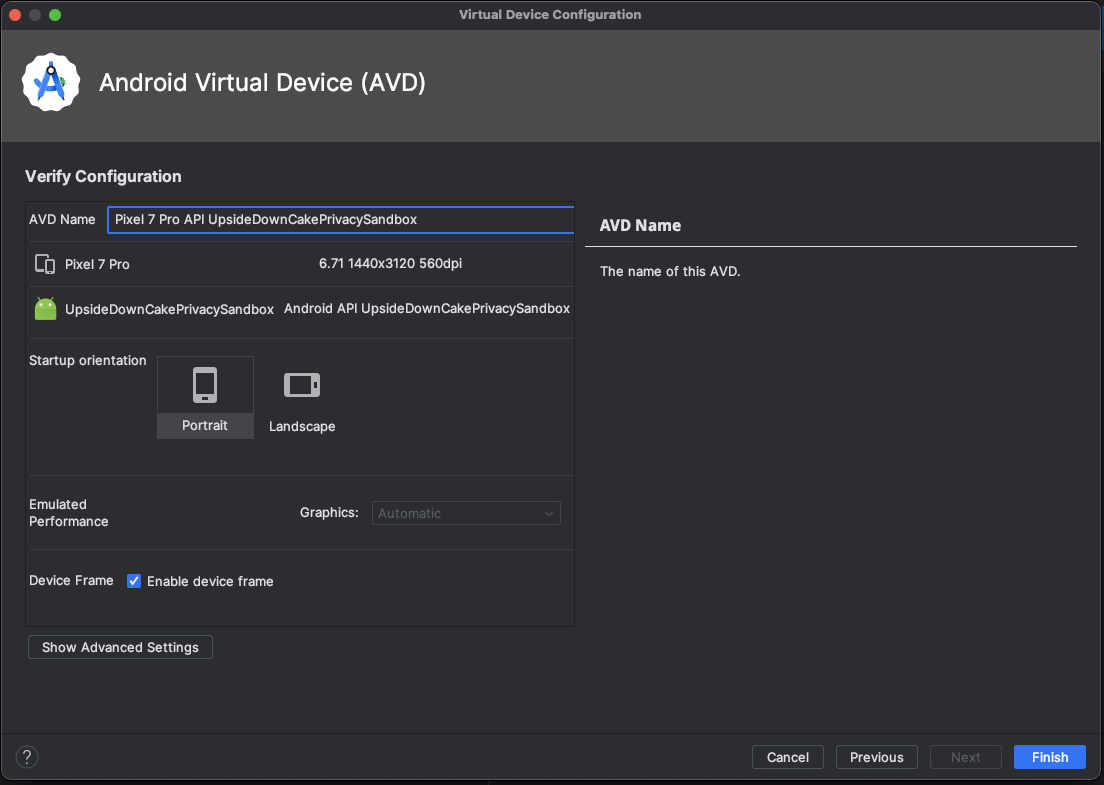 Virtual Device Configuration
Android Virtual Device (AVD)
Verify Configuration
AVD Name Pixel 7 Pro API UpsideDownCakePrivacySandbox
Pixel 7 Pro 6.71 1440x3120 560dpi
UpsideDownCakePrivacySandbox Android API UpsideDownCakePrivacySandbox
Startup orientation
Portrait
Landscape
Emulated
Performance
Graphics: Automatic
Device Frame Enable device frame
Show Advanced Settings
AVD Name
The name of this AVD.
?
Cancel Previous Next Finish